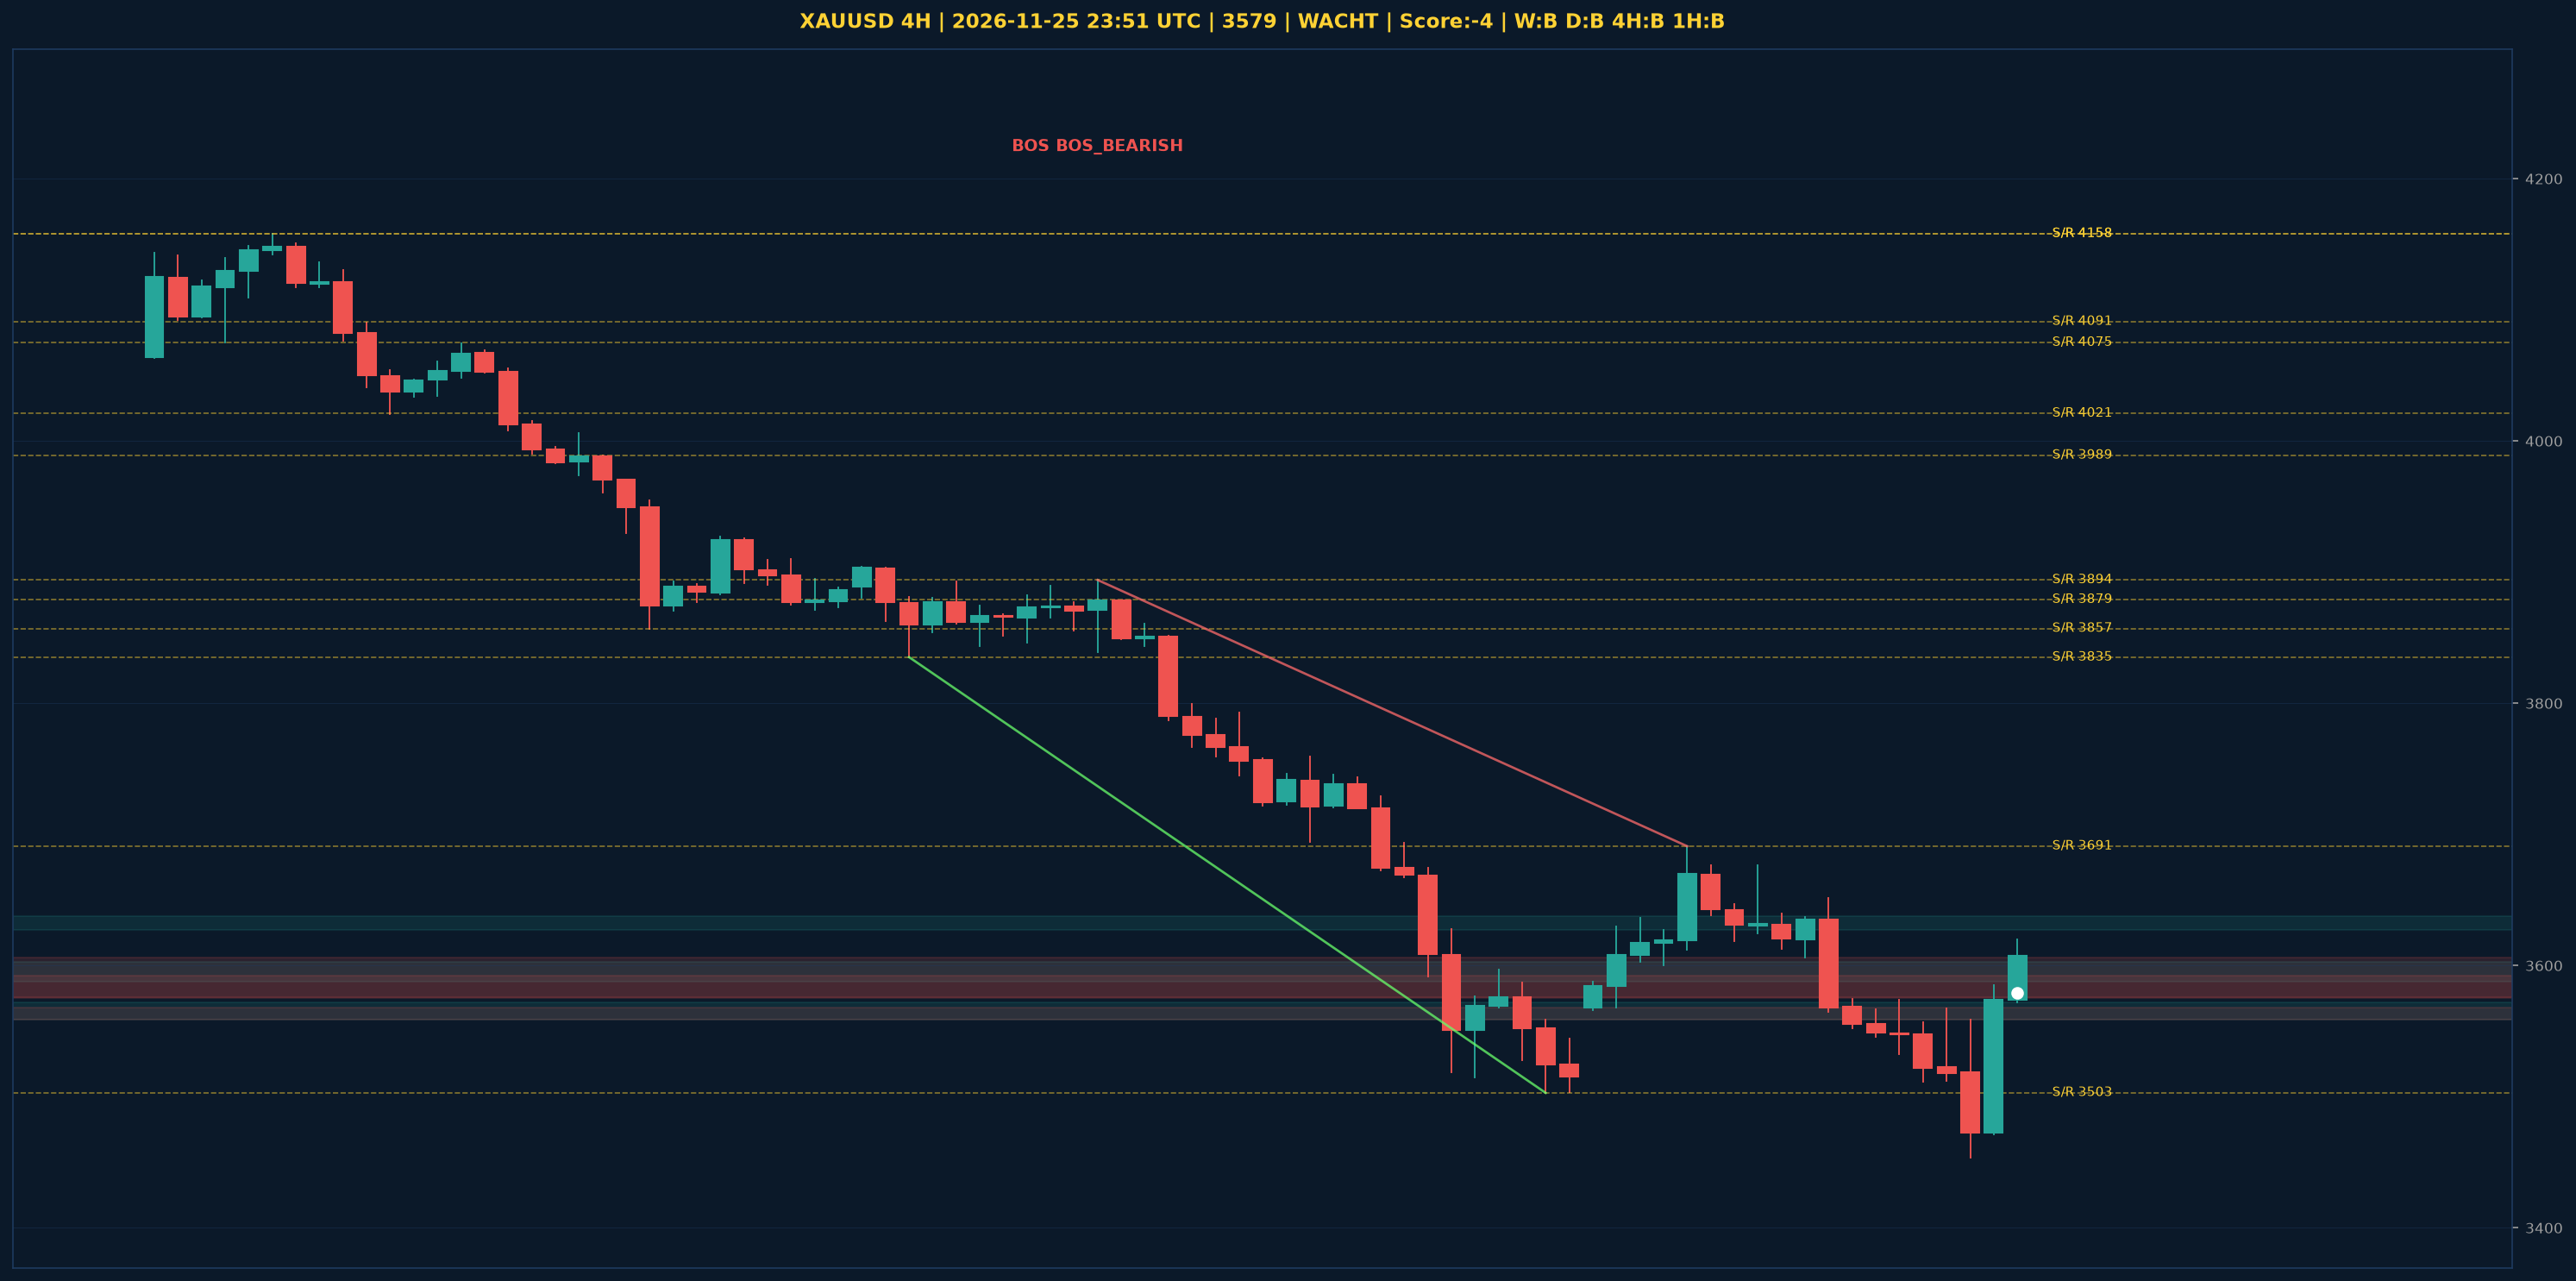 XAUUSD 4H | 2026-11-25 23:51 UTC | 3579 | WACHT | Score:-4 | W:B D:B 4H:B 1H:B
BOS BOS_BEARISH
4200
S/R 4158
S/R 4091
S/R 4075
S/R 4021
4000
S/R 3989
S/R 3894
S/R 3879
S/R 3857
S/R 3835
3800
S/R 3691
3600
S/R 3503
3400